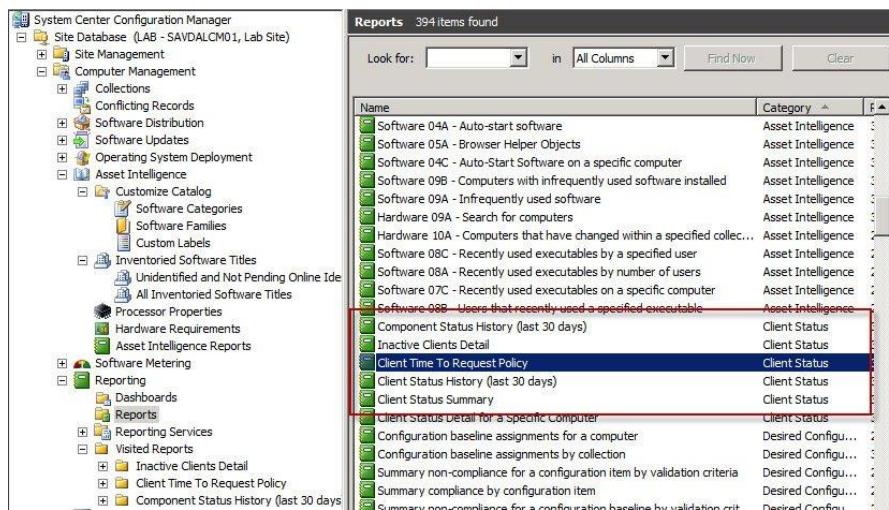 System Center Configuration Manager
Site Database (LAB - SAVDALCM01, Lab Site)
Site Management
Computer Management
Collections
Conflicting Records
Software Distribution
Software Updates
Operating System Deployment
Asset Intelligence
Customize Catalog
Software Categories
Software Families
Custom Labels
Inventoried Software Titles
Unidentified and Not Pending Online Ide
All Inventoried Software Titles
Processor Properties
Hardware Requirements
Asset Intelligence Reports
Software Metering
Reporting
Dashboards
Reports
Reporting Services
Visited Reports
Inactive Clients Detail
Client Time To Request Policy
Component Status History (last 30 days
Reports 394 items found
Look for: in All Columns Find Now Clear
Name Category
Software 04A - Auto-start software Asset Intelligence
Software 05A - Browser Helper Objects Asset Intelligence
Software 04C - Auto-Start Software on a specific computer Asset Intelligence
Software 09B - Computers with infrequently used software installed Asset Intelligence
Software 09A - Infrequently used software Asset Intelligence
Hardware 09A - Search for computers Asset Intelligence
Hardware 10A - Computers that have changed within a specified collec... Asset Intelligence
Software 08C - Recently used executables by a specified user Asset Intelligence
Software 08A - Recently used executables by number of users Asset Intelligence
Software 07C - Recently used executables on a specific computer Asset Intelligence
Software 08B - Users that recently used a specified executable Asset Intelligence
Component Status History (last 30 days) Client Status
Inactive Clients Detail Client Status
Client Time To Request Policy Client Status
Client Status History (last 30 days) Client Status
Client Status Summary Client Status
Client Status Detail for a Specific Computer Client Status
Configuration baseline assignments for a computer Desired Configu...
Configuration baseline assignments by collection Desired Configu...
Summary non-compliance for a configuration item by validation criteria Desired Configu...
Summary compliance by configuration item Desired Configu...
Summary non-compliance for a configuration baseline by validation crit... Desired Configu...